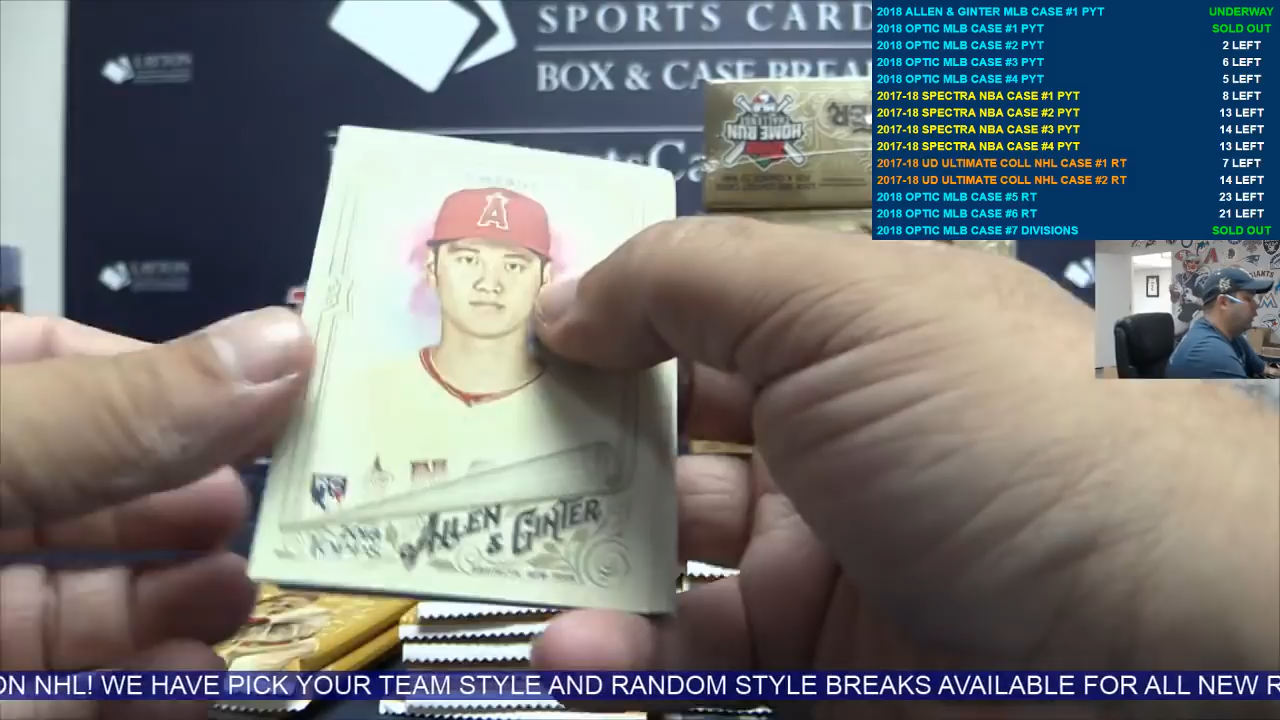 SPORTS CARD
BOX & CASE BREA
HOME RUN
2018 ALLEN & GINTER MLB CASE #1 PYT UNDERWAY
2018 OPTIC MLB CASE #1 PYT SOLD OUT
2018 OPTIC MLB CASE #2 PYT 2 LEFT
2018 OPTIC MLB CASE #3 PYT 6 LEFT
2018 OPTIC MLB CASE #4 PYT 5 LEFT
2017-18 SPECTRA NBA CASE #1 PYT 8 LEFT
2017-18 SPECTRA NBA CASE #2 PYT 13 LEFT
2017-18 SPECTRA NBA CASE #3 PYT 14 LEFT
2017-18 SPECTRA NBA CASE #4 PYT 13 LEFT
2017-18 UD ULTIMATE COLL NHL CASE #1 RT 7 LEFT
2017-18 UD ULTIMATE COLL NHL CASE #2 RT 14 LEFT
2018 OPTIC MLB CASE #5 RT 23 LEFT
2018 OPTIC MLB CASE #6 RT 21 LEFT
2018 OPTIC MLB CASE #7 DIVISIONS SOLD OUT
A
ALLEN
& GINTER
ON NHL! WE HAVE PICK YOUR TEAM STYLE AND RANDOM STYLE BREAKS AVAILABLE FOR ALL NEW R